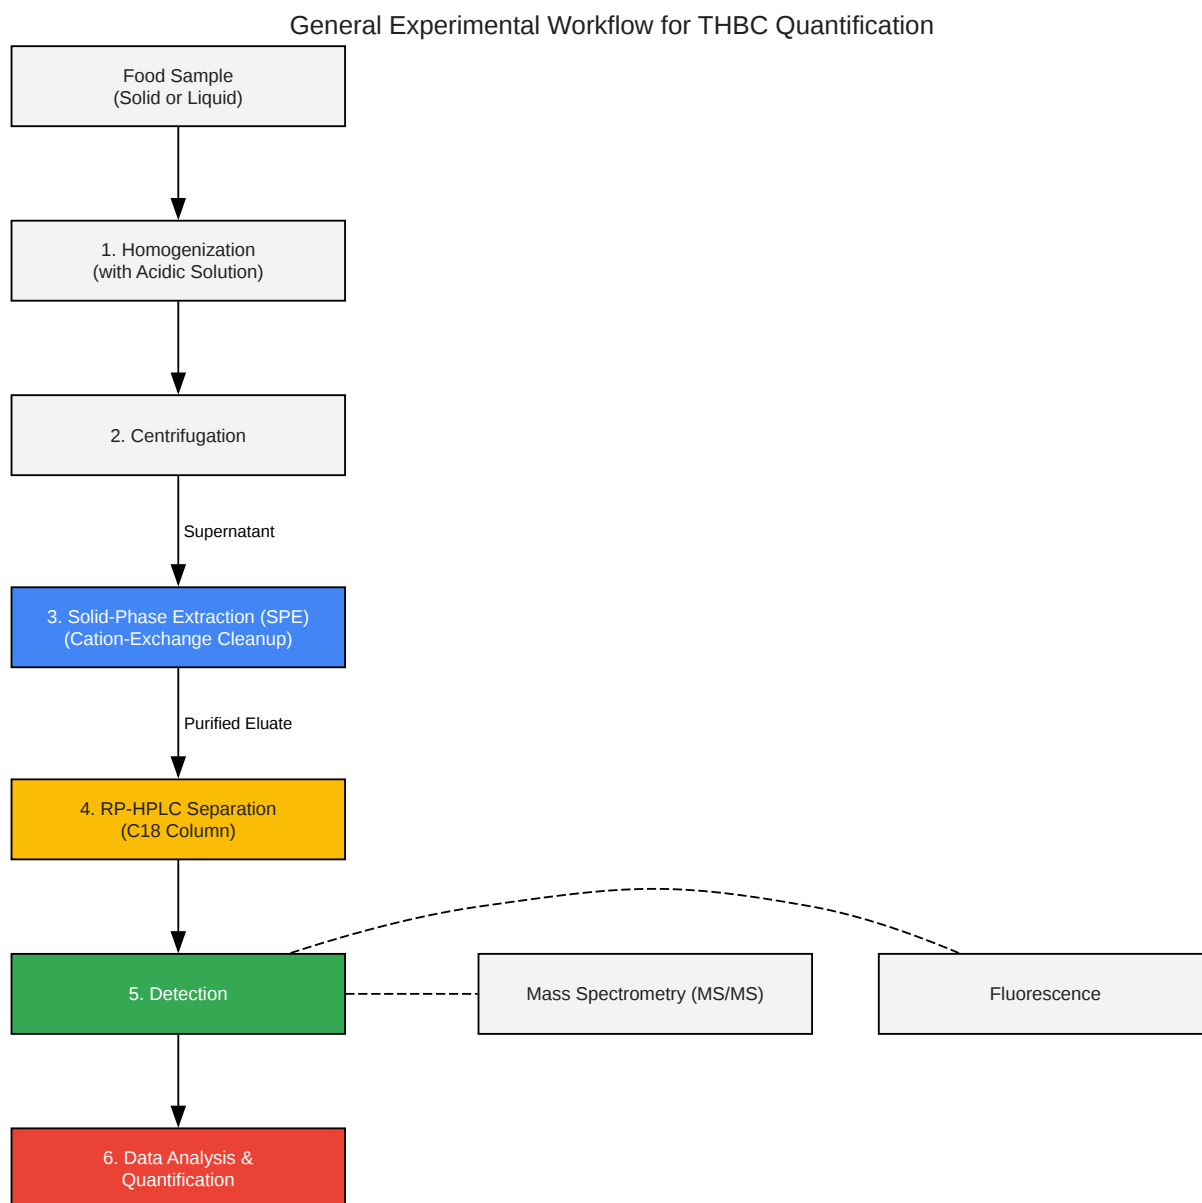 General Experimental Workflow for THBC Quantification
Food Sample
(Solid or Liquid)
1. Homogenization
(with Acidic Solution)
2. Centrifugation
Supernatant
3. Solid-Phase Extraction (SPE)
(Cation-Exchange Cleanup)
Purified Eluate
4. RP-HPLC Separation
(C18 Column)
5. Detection
Mass Spectrometry (MS/MS)
Fluorescence
6. Data Analysis &
Quantification